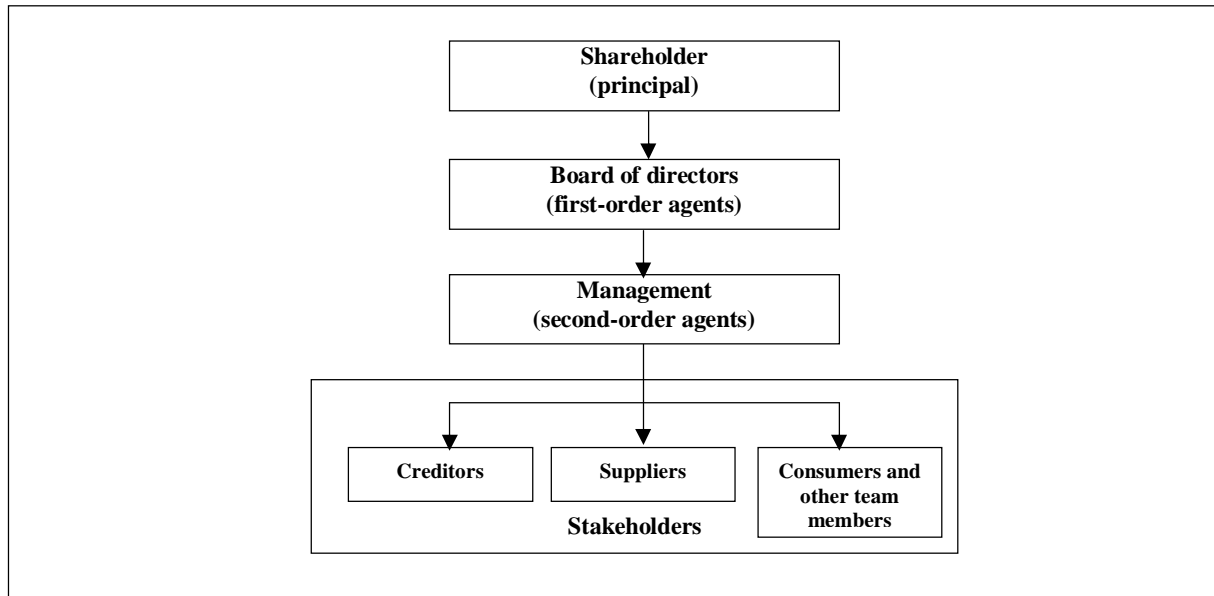 Shareholder
(principal)
Board of directors
(first-order agents)
Management
(second-order agents)
Creditors
Suppliers
Consumers and
other team
members
Stakeholders